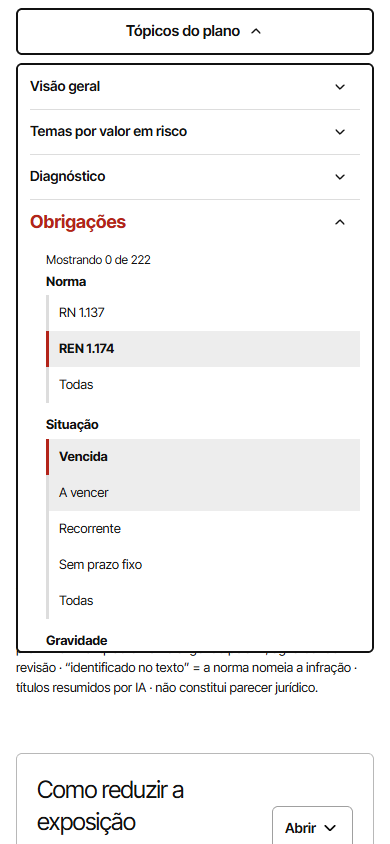 Tópicos do plano
Visão geral
Temas por valor em risco
Diagnóstico
Obrigações
Mostrando 0 de 222
Norma
RN 1.137
REN 1.174
Todas
Situação
Vencida
A vencer
Recorrente
Sem prazo fixo
Todas
Gravidade
revisão · “identificado no texto” = a norma nomeia a infração ·
títulos resumidos por IA · não constitui parecer jurídico.
Como reduzir a
exposição
Abrir